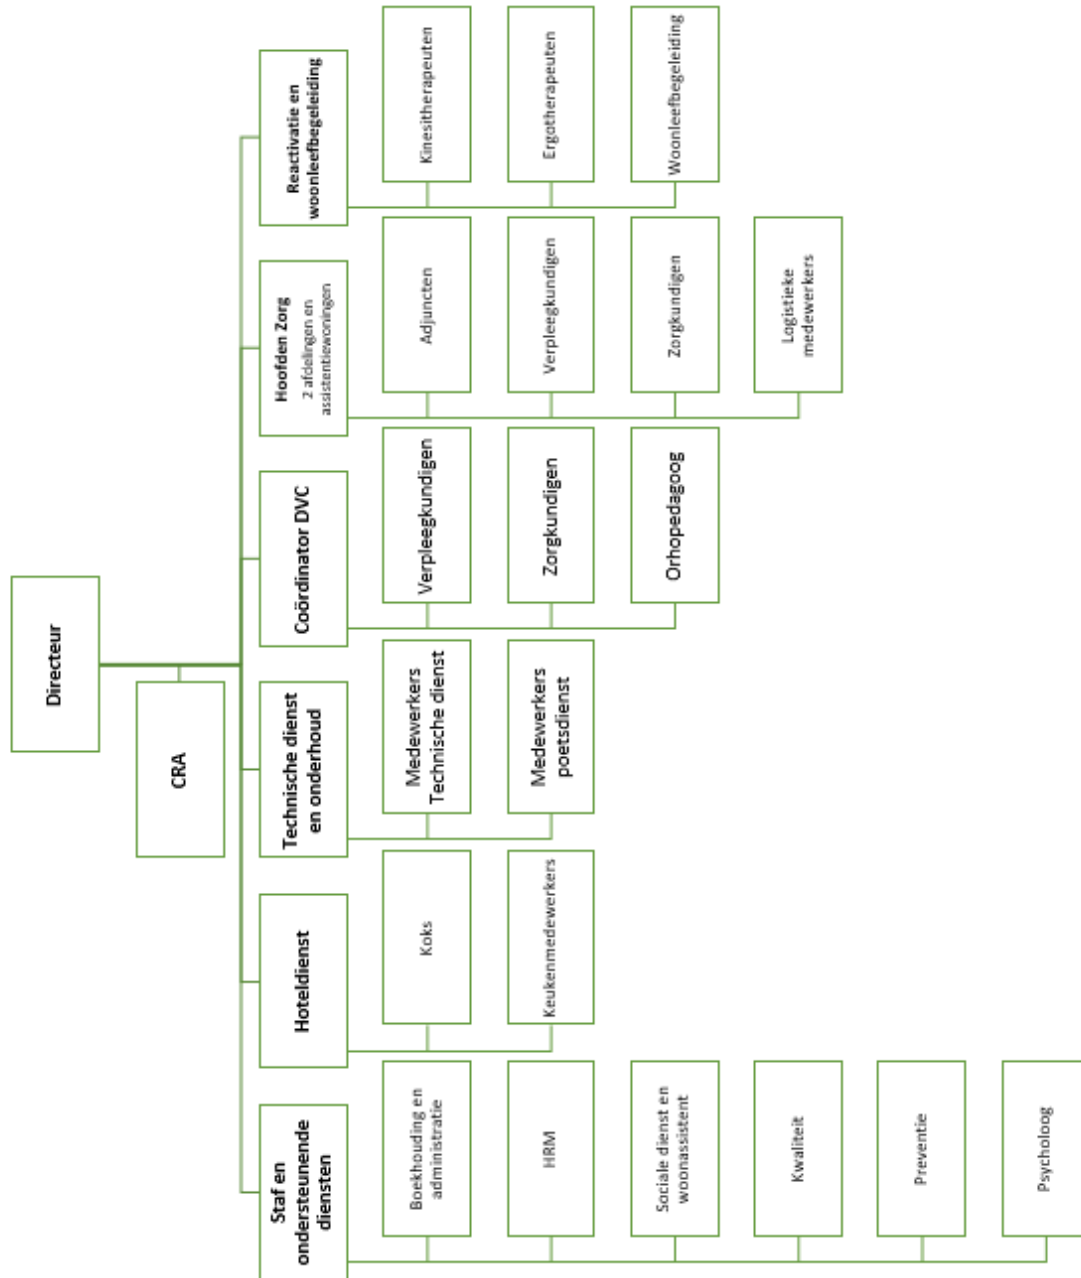 Directeur
CRA
Staf en
ondersteunende
diensten
Boekhouding en
administratie
HRM
Sociale dienst en
woonassistent
Kwaliteit
Preventie
Psycholoog
Hoteldienst
Koks
Keukenmedewerkers
Technische dienst
en onderhoud
Medewerkers
Technische dienst
Medewerkers
poetsdienst
Coördinator DVC
Verpleegkundigen
Zorgkundigen
Orhopedagoog
Hoofden Zorg
2 afdelingen en
assistentiewoningen
Adjuncten
Verpleegkundigen
Zorgkundigen
Logistieke
medewerkers
Reactivatie en
woonleefbegeleiding
Kinesitherapeuten
Ergotherapeuten
Woonleefbegeleiding